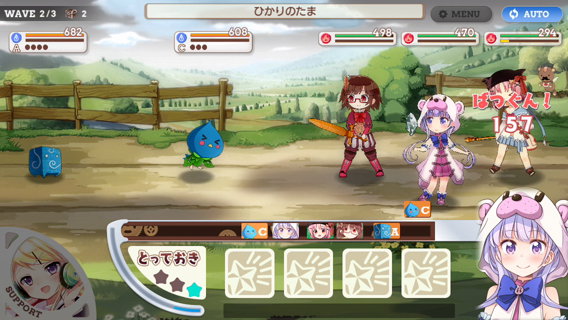 WAVE 2/3 2
ひかりのたま
MENU
AUTO
A 682
C 608
498
470
294
ばつぐん!
157
C
C
A
とっておき
SUPPORT